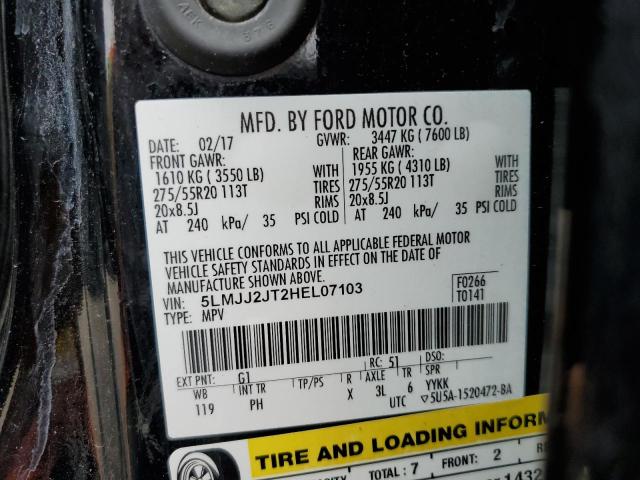 MFD. BY FORD MOTOR CO.
DATE: 02/17 GVWR: 3447 KG ( 7600 LB)
FRONT GAWR: REAR GAWR:
1610 KG ( 3550 LB) WITH 1955 KG ( 4310 LB) WITH
275/55R20 113T TIRES 275/55R20 113T TIRES
20x8.5J RIMS 20x8.5J RIMS
AT 240 kPa/ 35 PSI COLD AT 240 kPa/ 35 PSI COLD
THIS VEHICLE CONFORMS TO ALL APPLICABLE FEDERAL MOTOR
VEHICLE SAFETY STANDARDS IN EFFECT ON THE DATE OF
MANUFACTURE SHOWN ABOVE.
VIN: 5LMJJ2JT2HEL07103 F0266
TYPE: MPV T0141
EXT PNT: G1 RC: 51 DSO:
WB INT TR TP/PS R AXLE TR SPR
119 PH X 3L 6 YYKK
UTC ▽5U5A-1520472-BA
TIRE AND LOADING INFORM
TOTAL : 7 FRONT: 2